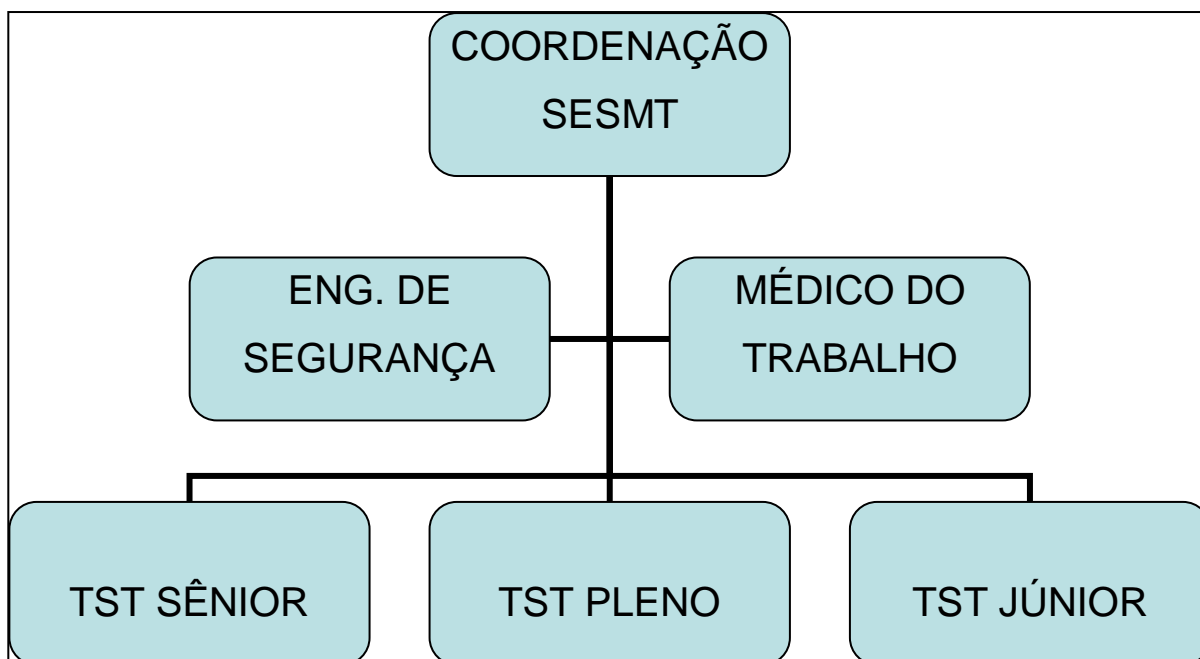 COORDENAÇÃO
SESMT
ENG. DE
SEGURANÇA
MÉDICO DO
TRABALHO
TST SÊNIOR
TST PLENO
TST JÚNIOR